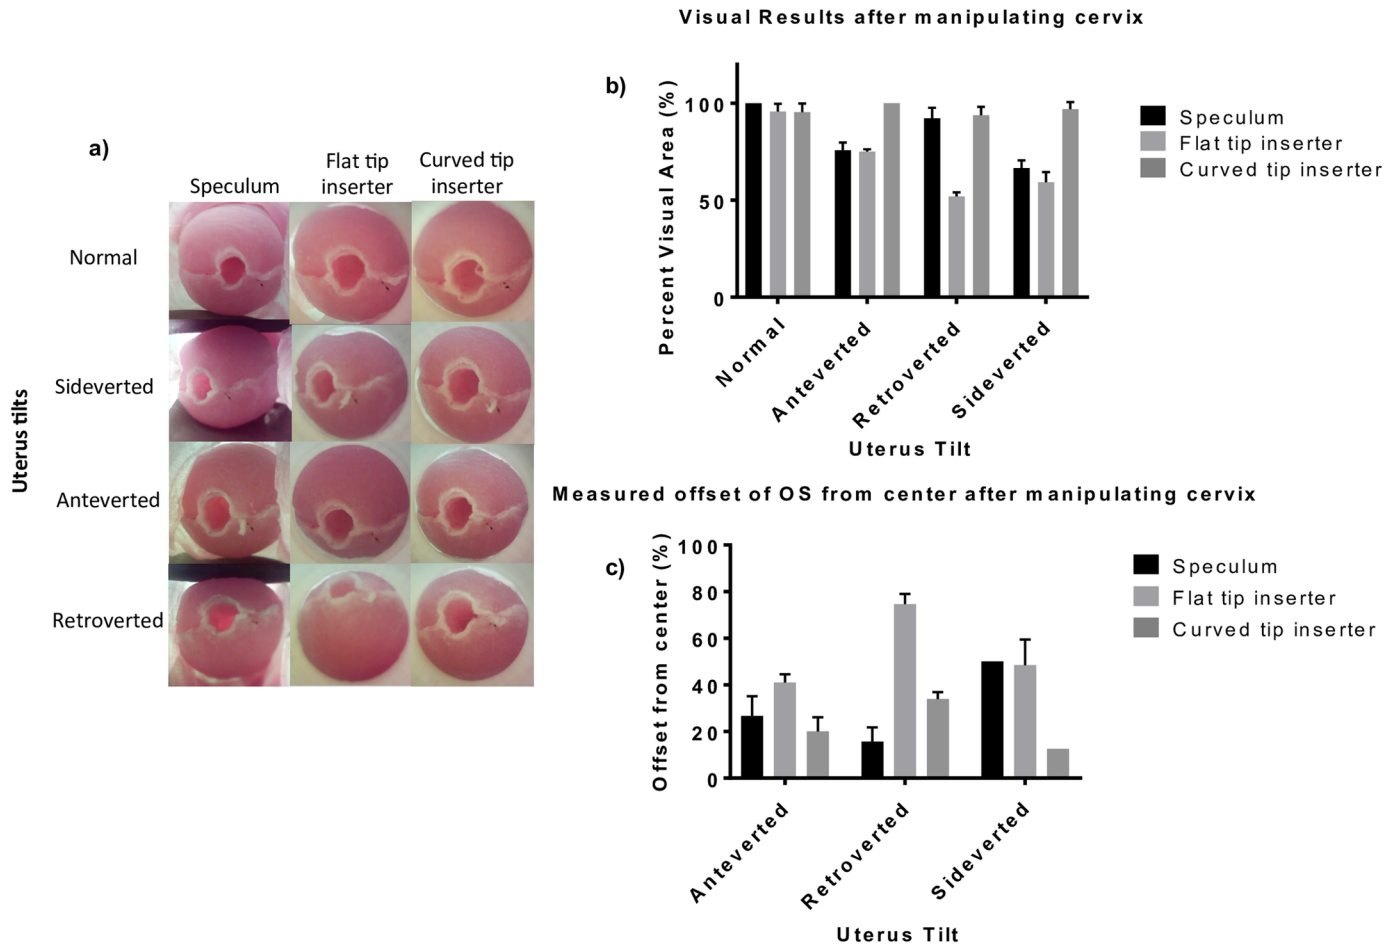 a)
Speculum
Flat tip
inserter
Curved tip
inserter
Normal
Sideverted
Anteverted
Retroverted
Uterus tilts
Visual Results after manipulating cervix
b)
Percent Visual Area (%)
100
50
0
Normal
Anteverted
Retroverted
Sideverted
Uterus Tilt
Speculum
Flat tip inserter
Curved tip inserter
Measured offset of OS from center after manipulating cervix
c)
Offset from center (%)
100
80
60
40
20
0
Anteverted
Retroverted
Sideverted
Uterus Tilt
Speculum
Flat tip inserter
Curved tip inserter